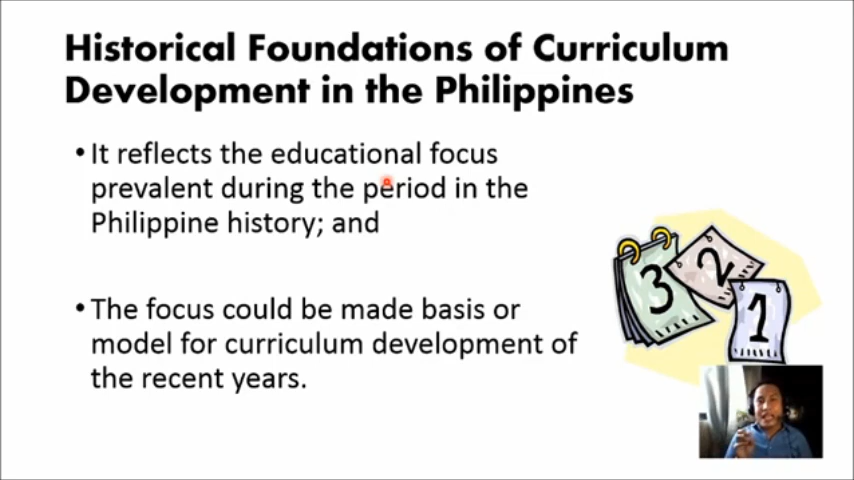 Historical Foundations of Curriculum
Development in the Philippines
• It reflects the educational focus
prevalent during the period in the
Philippine history; and
• The focus could be made basis or
model for curriculum development of
the recent years.
3
2
1